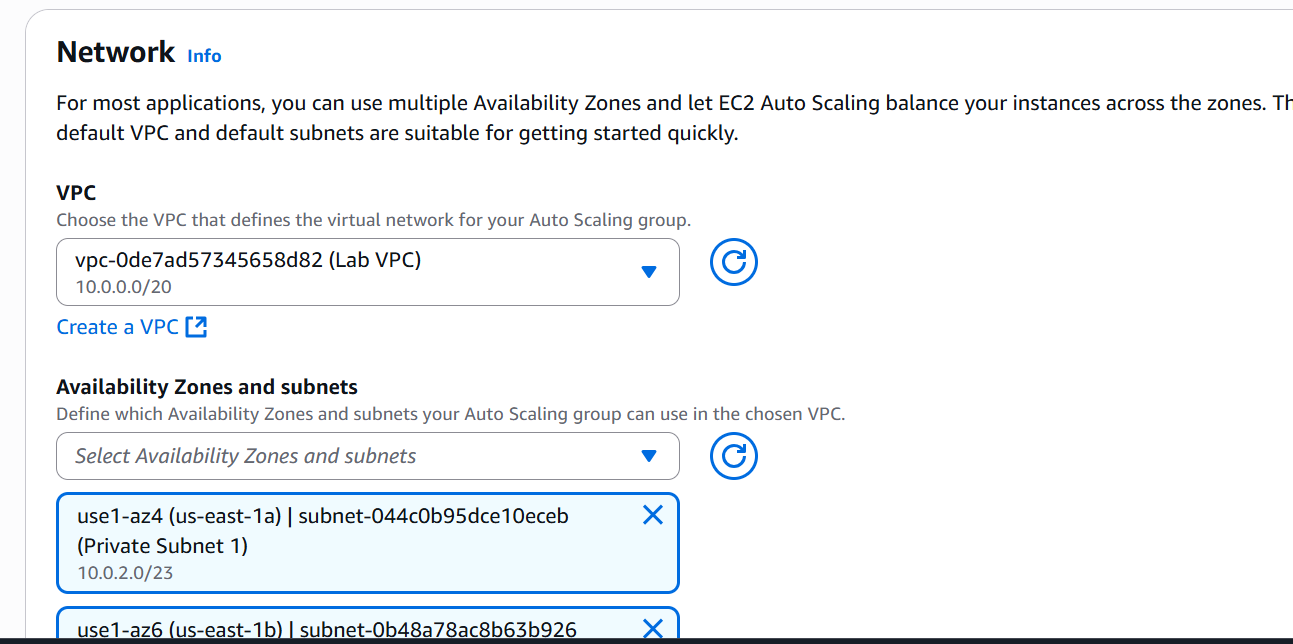 Network Info
For most applications, you can use multiple Availability Zones and let EC2 Auto Scaling balance your instances across the zones.
default VPC and default subnets are suitable for getting started quickly.
VPC
Choose the VPC that defines the virtual network for your Auto Scaling group.
vpc-0de7ad57345658d82 (Lab VPC)
10.0.0.0/20
Create a VPC
Availability Zones and subnets
Define which Availability Zones and subnets your Auto Scaling group can use in the chosen VPC.
Select Availability Zones and subnets
use1-az4 (us-east-1a) | subnet-044c0b95dce10eceb
(Private Subnet 1)
10.0.2.0/23
use1-az6 (us-east-1b) | subnet-0b48a78ac8b63b926